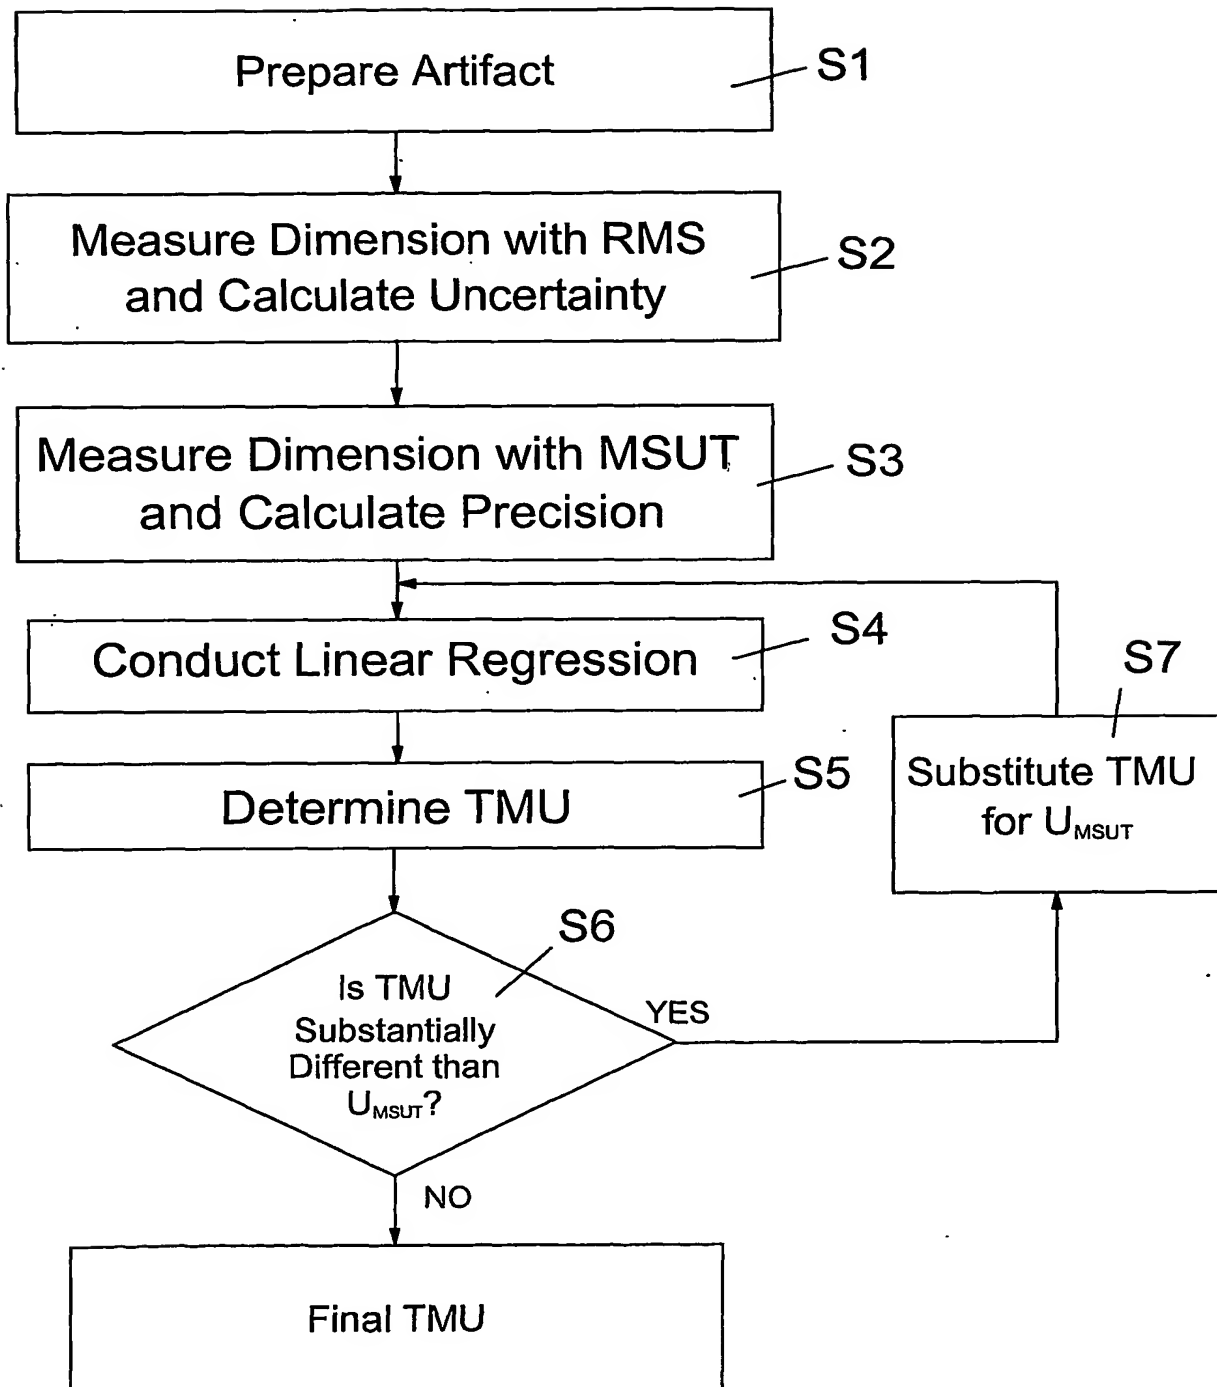 Prepare Artifact
S1
Measure Dimension with RMS
and Calculate Uncertainty
S2
Measure Dimension with MSUT
and Calculate Precision
S3
Conduct Linear Regression
S4
Determine TMU
S5
Substitute TMU
for UMSUT
S7
Is TMU
Substantially
Different than
UMSUT?
S6
YES
NO
Final TMU